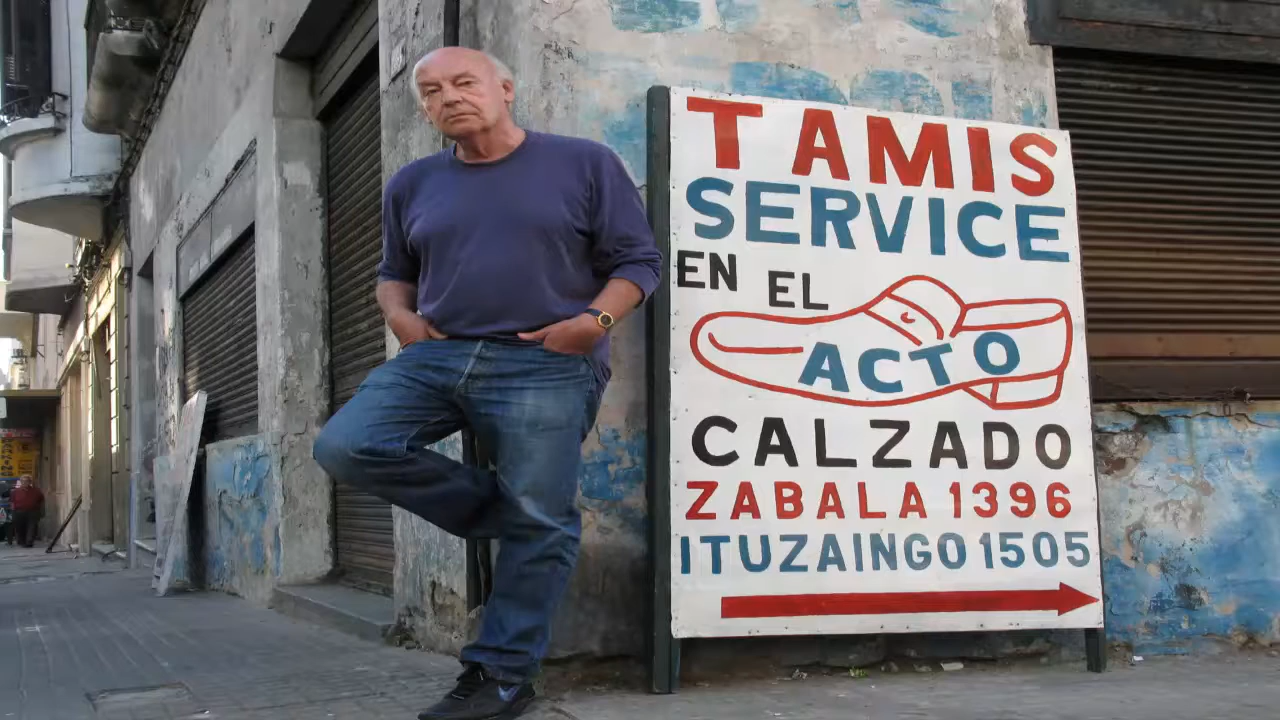 TAMIS
SERVICE
EN EL
ACTO
CALZADO
ZABALA 1396
ITUZAINGO 1505